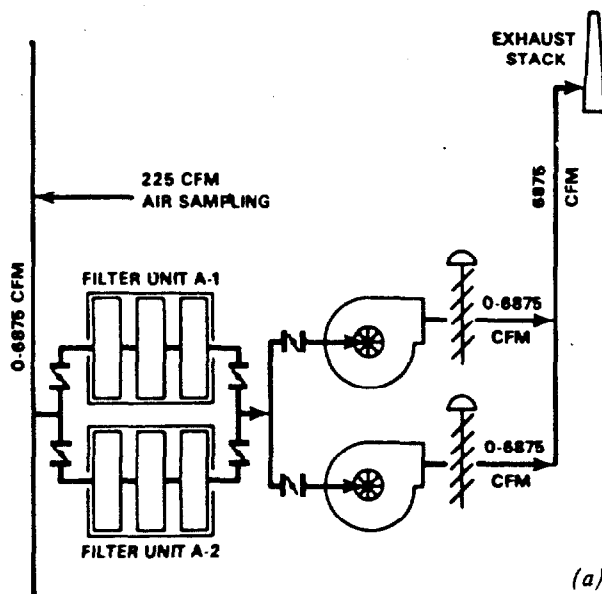 EXHAUST
STACK
225 CFM
AIR SAMPLING
6875
CFM
0-6875 CFM
FILTER UNIT A-1
0-6875
CFM
0-6875
CFM
FILTER UNIT A-2
(a)